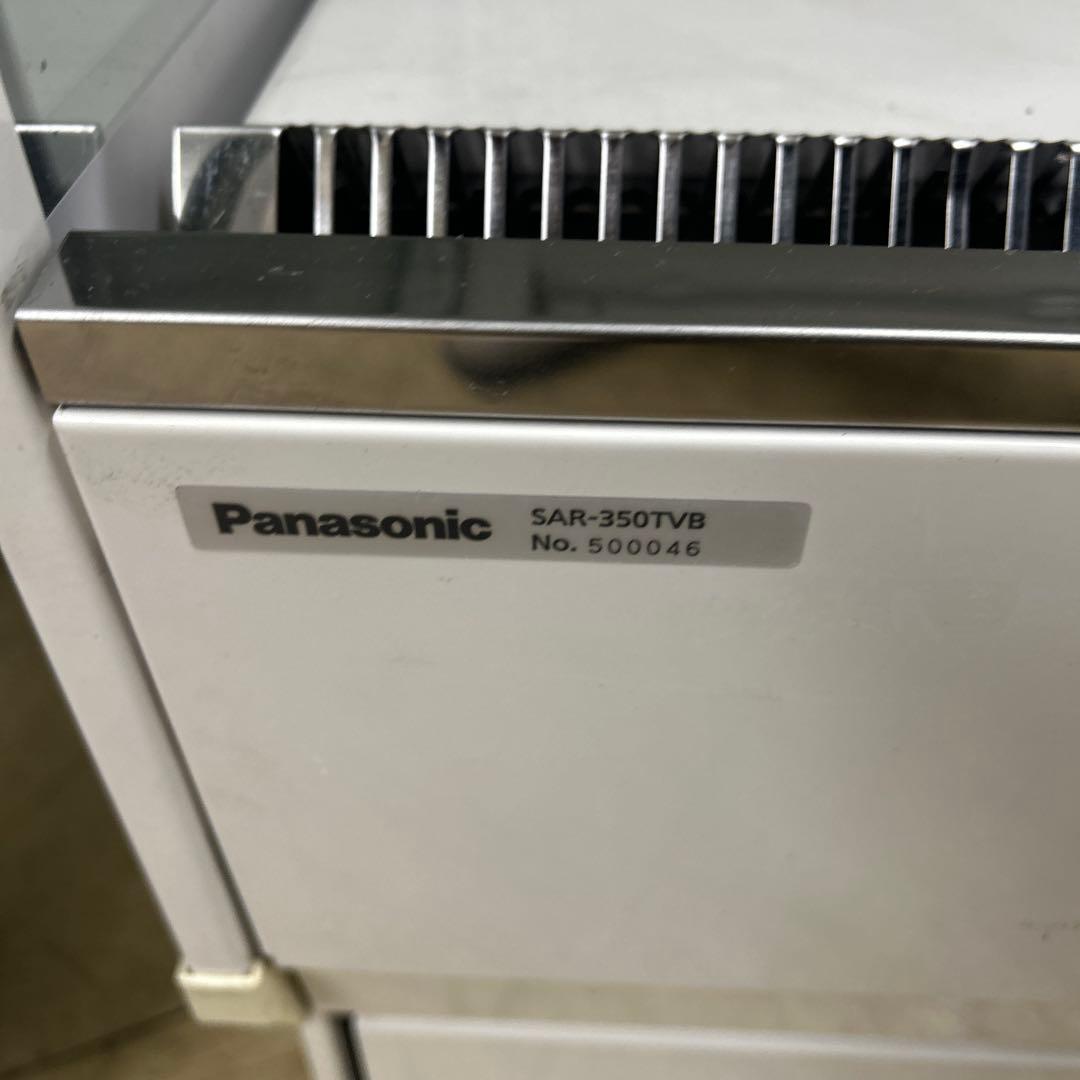 Panasonic
SAR-350TVB
No. 500046